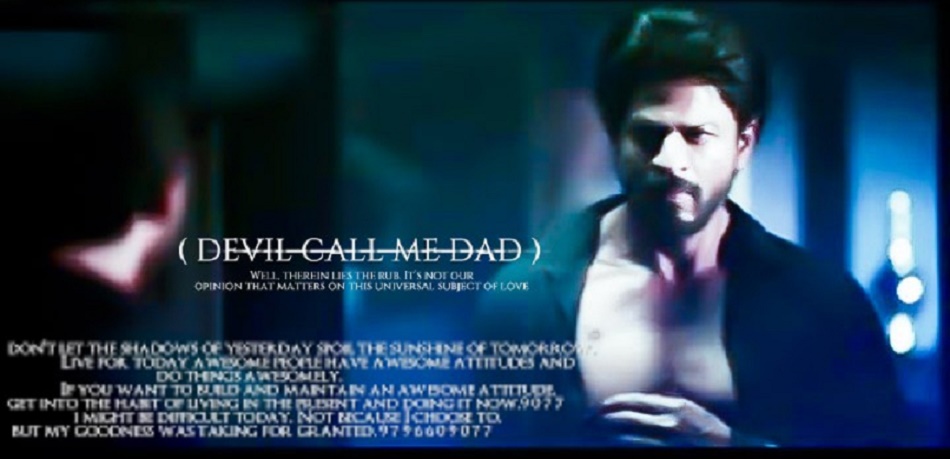 ( DEVIL CALL ME DAD )
WELL, THEREIN LIES THE RUB. IT'S NOT OUR
OPINION THAT MATTERS ON THIS UNIVERSAL SUBJECT OF LOVE
DON'T LET THE SHADOWS OF YESTERDAY SPOIL THE SUNSHINE OF TOMORROW.
LIVE FOR TODAY AWESOME PEOPLE HAVE AWESOME ATTITUDES AND
DO THINGS AWESOMELY.
IF YOU WANT TO BUILD AND MAINTAIN AN AWESOME ATTITUDE,
GET INTO THE HABIT OF LIVING IN THE PRESENT AND DOING IT NOW.9077
I MIGHT BE DIFFICULT TODAY. NOT BECAUSE I CHOOSE TO.
BUT MY GOODNESS WAS TAKING FOR GRANTED.9796609077